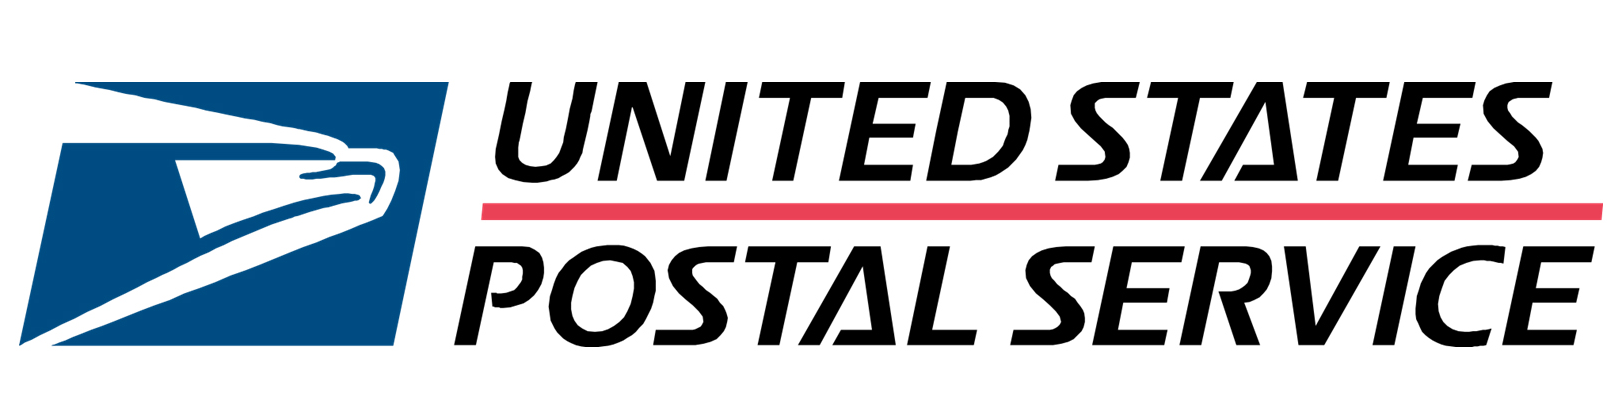 UNITED STATES
POSTAL SERVICE